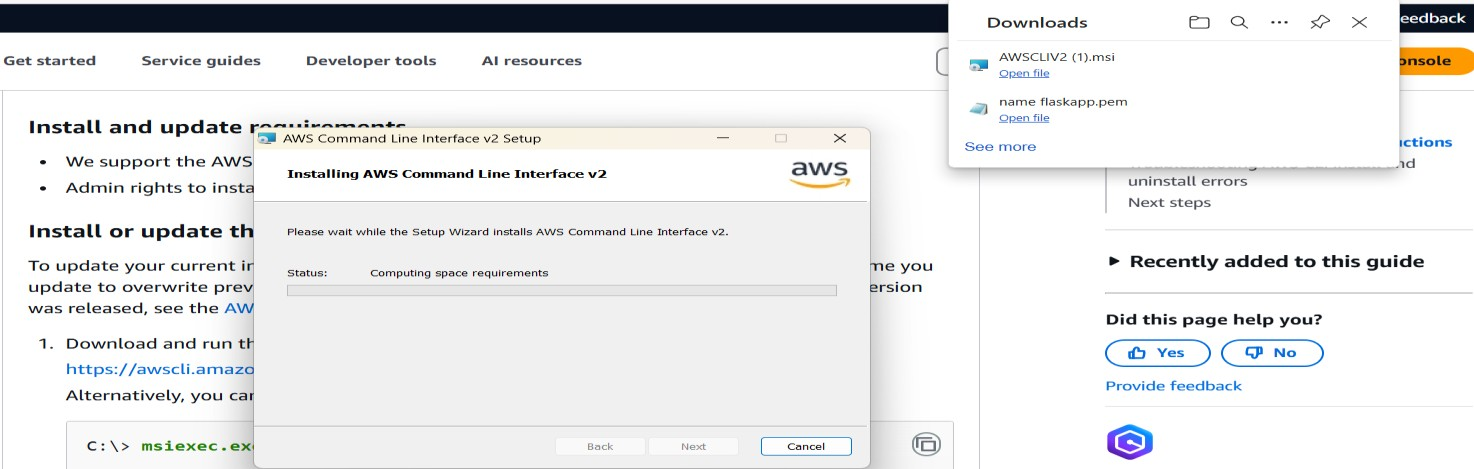 eedback
Get started
Service guides
Developer tools
AI resources
onsole
Downloads
AWSCLIV2 (1).msi
Open file
name flaskapp.pem
Open file
See more
Install and update requirements
• We support the AWS
• Admin rights to insta
Install or update th
To update your current in
me you
update to overwrite prev
ersion
was released, see the AW
1. Download and run th
https://awscli.amazo
Alternatively, you car
C:\> msiexec.exe
AWS Command Line Interface v2 Setup
Installing AWS Command Line Interface v2
aws
Please wait while the Setup Wizard installs AWS Command Line Interface v2.
Status: Computing space requirements
Back
Next
Cancel
ctions
nd
uninstall errors
Next steps
► Recently added to this guide
Did this page help you?
Yes
No
Provide feedback